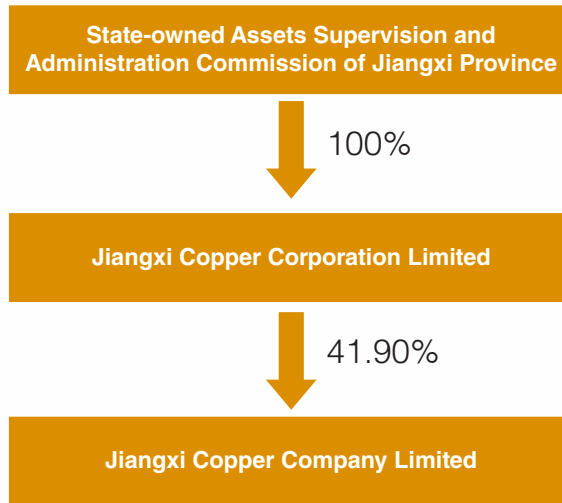 State-owned Assets Supervision and
Administration Commission of Jiangxi Province
100%
Jiangxi Copper Corporation Limited
41.90%
Jiangxi Copper Company Limited